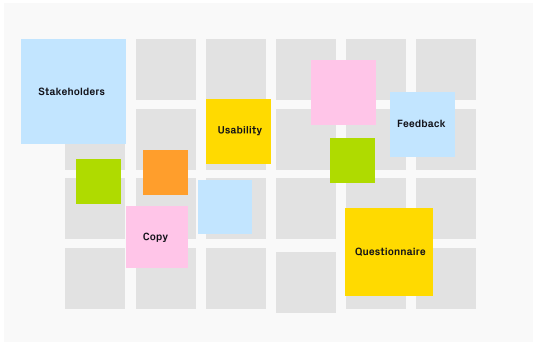 Stakeholders
Usability
Feedback
Copy
Questionnaire